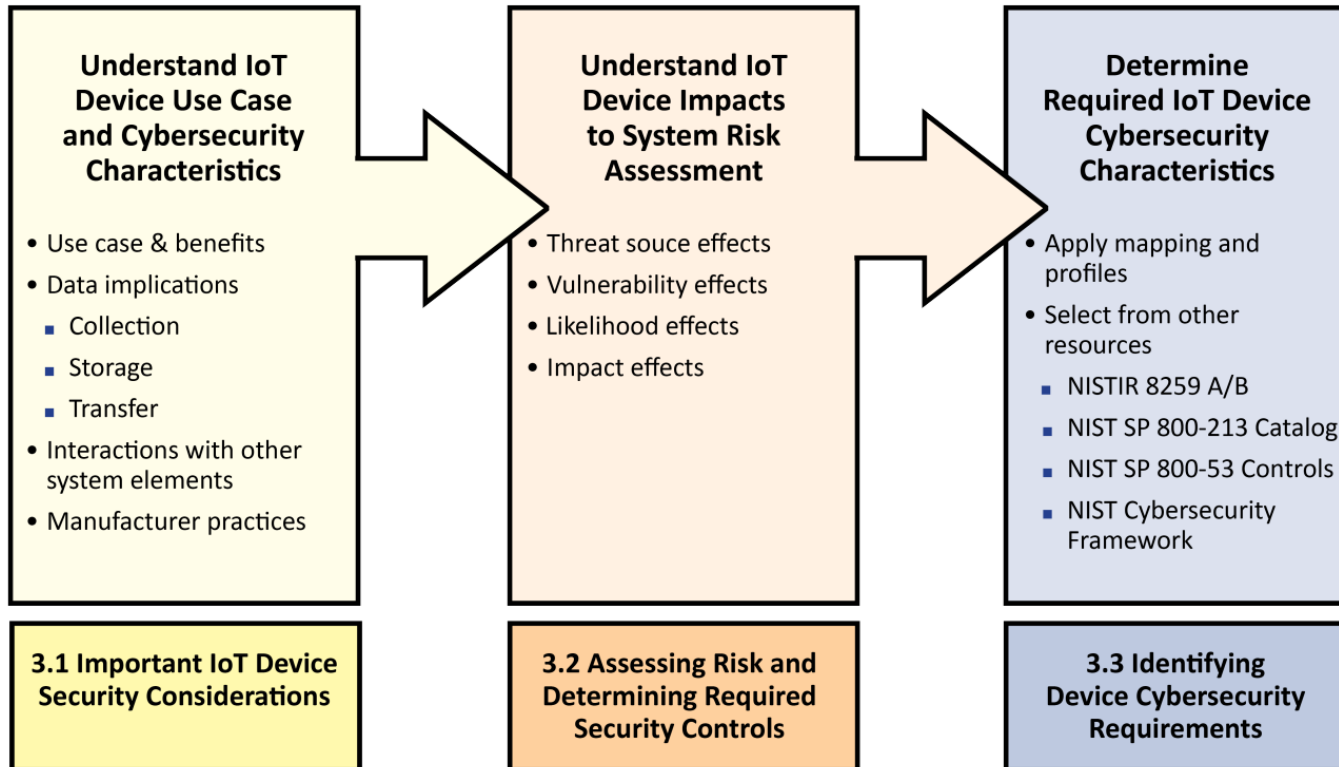 Understand IoT
Device Use Case
and Cybersecurity
Characteristics
• Use case & benefits
• Data implications
▪ Collection
▪ Storage
▪ Transfer
• Interactions with other
system elements
• Manufacturer practices
3.1 Important IoT Device
Security Considerations
Understand IoT
Device Impacts
to System Risk
Assessment
• Threat souce effects
• Vulnerability effects
• Likelihood effects
• Impact effects
3.2 Assessing Risk and
Determining Required
Security Controls
Determine
Required IoT Device
Cybersecurity
Characteristics
• Apply mapping and
profiles
• Select from other
resources
▪ NISTIR 8259 A/B
▪ NIST SP 800-213 Catalog
▪ NIST SP 800-53 Controls
▪ NIST Cybersecurity
Framework
3.3 Identifying
Device Cybersecurity
Requirements